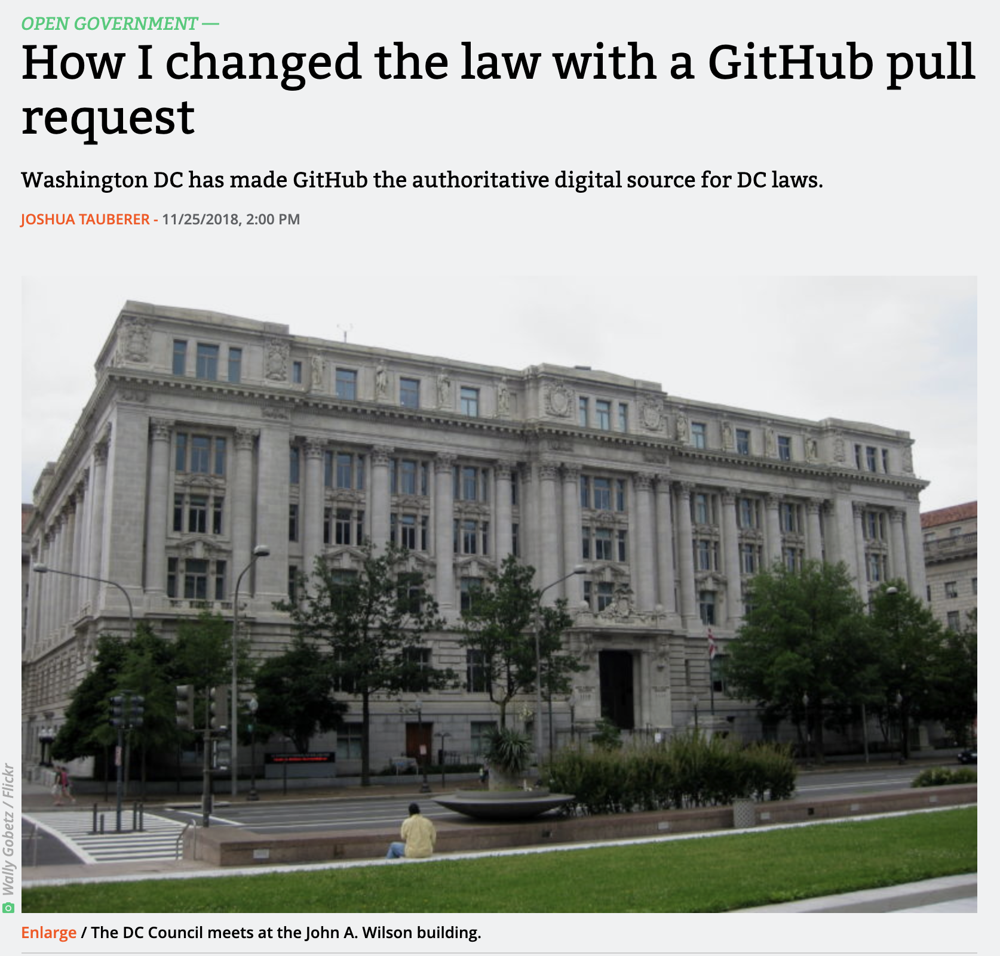 OPEN GOVERNMENT —
How I changed the law with a GitHub pull
request
Washington DC has made GitHub the authoritative digital source for DC laws.
JOSHUA TAUBERER - 11/25/2018, 2:00 PM
Wally Gobetz / Flickr
Enlarge / The DC Council meets at the John A. Wilson building.